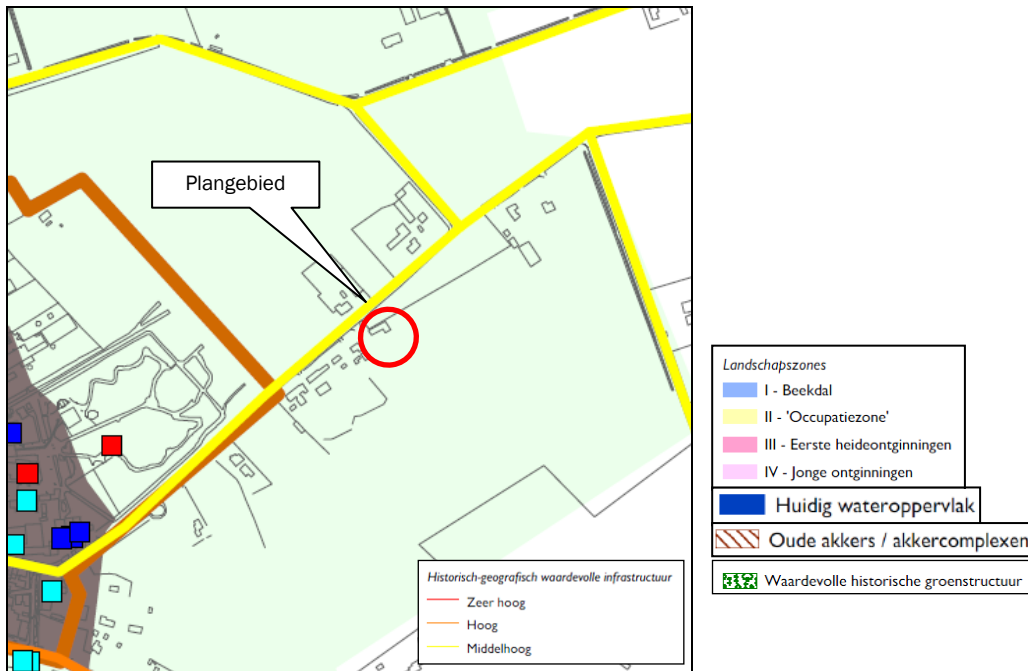 Plangebied
Historisch-geografisch waardevolle infrastructuur
Zeer hoog
Hoog
Middelhoog
Landschapszones
I - Beekdal
II - 'Occupatiezone'
III - Eerste heideontginningen
IV - Jonge ontginningen
Huidig wateroppervlak
Oude akkers / akkercomplexen
Waardevolle historische groenstructuur